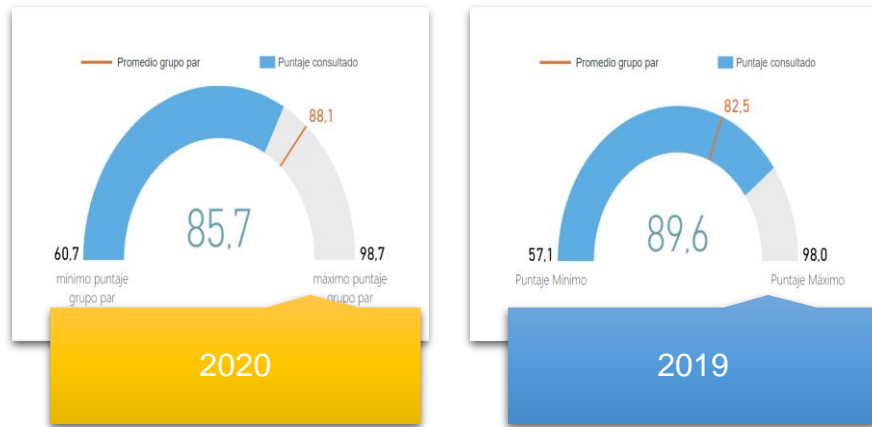 Promedio grupo par
Puntaje consultado
88,1
85,7
60,7
98,7
mínimo puntaje
grupo par
máximo puntaje
grupo par
2020
Promedio grupo par
Puntaje consultado
82,5
89,6
57,1
98,0
Puntaje Mínimo
Puntaje Máximo
2019